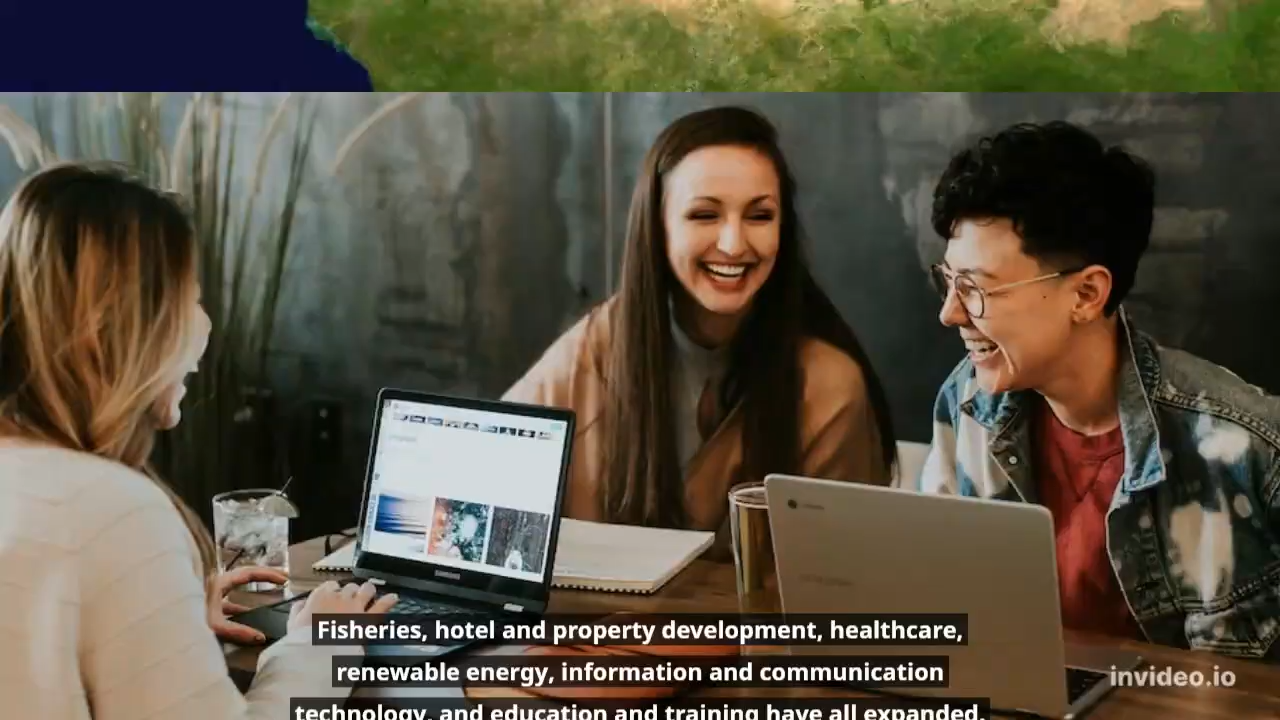 Fisheries, hotel and property development, healthcare,
renewable energy, information and communication
invideo.io
technology, and education and training have all expanded.